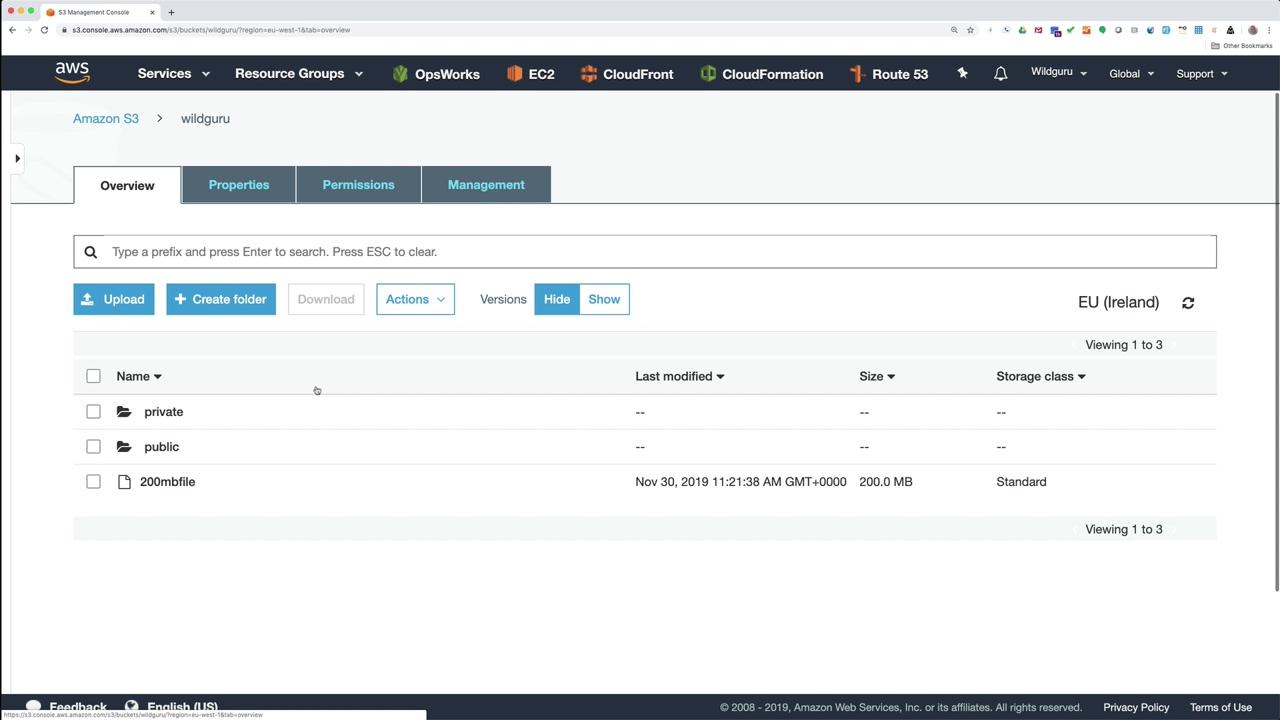 S3 Management Console
s3.console.aws.amazon.com/s3/buckets/wildguru/?region=eu-west-1&tab=overview
Other Bookmarks
aws Services Resource Groups OpsWorks EC2 CloudFront CloudFormation Route 53 Wildguru Global Support
Amazon S3 > wildguru
Overview Properties Permissions Management
Type a prefix and press Enter to search. Press ESC to clear.
Upload + Create folder Download Actions Versions Hide Show EU (Ireland)
Viewing 1 to 3
Name Last modified Size Storage class
private -- -- --
public -- -- --
200mbfile Nov 30, 2019 11:21:38 AM GMT+0000 200.0 MB Standard
Viewing 1 to 3
Feedback English (US) © 2008 - 2019, Amazon Web Services, Inc. or its affiliates. All rights reserved. Privacy Policy Terms of Use
https://s3.console.aws.amazon.com/s3/buckets/wildguru/?region=eu-west-1&tab=overview